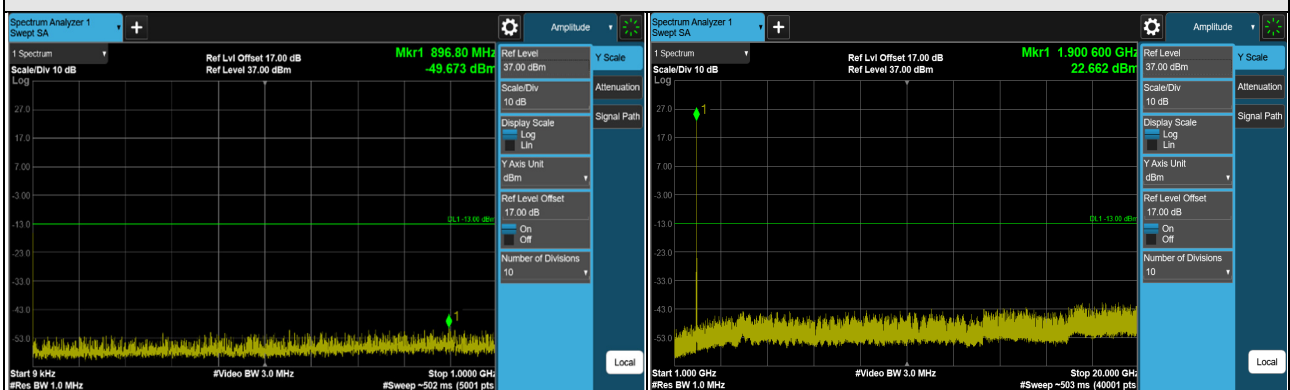 Spectrum Analyzer 1
Swept SA
+
Amplitude
1 Spectrum
Ref Lvl Offset 17.00 dB
Mkr1 896.80 MHz
Scale/Div 10 dB
Ref Level 37.00 dBm
-49.673 dBm
Log
27.0
17.0
7.00
-3.00
-13.0
-23.0
-33.0
-43.0
-53.0
DL1 -13.00 dBm
1
Start 9 kHz
#Video BW 3.0 MHz
Stop 1.0000 GHz
#Res BW 1.0 MHz
#Sweep ~502 ms (5001 pts
Ref Level
37.00 dBm
Scale/Div
10 dB
Display Scale
Log
Lin
Y Axis Unit
dBm
Ref Level Offset
17.00 dB
On
Off
Number of Divisions
10
Y Scale
Attenuation
Signal Path
Local
Spectrum Analyzer 1
Swept SA
+
Amplitude
1 Spectrum
Ref Lvl Offset 17.00 dB
Mkr1 1.900 600 GHz
Scale/Div 10 dB
Ref Level 37.00 dBm
22.662 dBm
Log
1
27.0
17.0
7.00
-3.00
-13.0
-23.0
-33.0
-43.0
-53.0
DL1 -13.00 dBm
Start 1.000 GHz
#Video BW 3.0 MHz
Stop 20.000 GHz
#Res BW 1.0 MHz
#Sweep ~503 ms (40001 pts
Ref Level
37.00 dBm
Scale/Div
10 dB
Display Scale
Log
Lin
Y Axis Unit
dBm
Ref Level Offset
17.00 dB
On
Off
Number of Divisions
10
Y Scale
Attenuation
Signal Path
Local